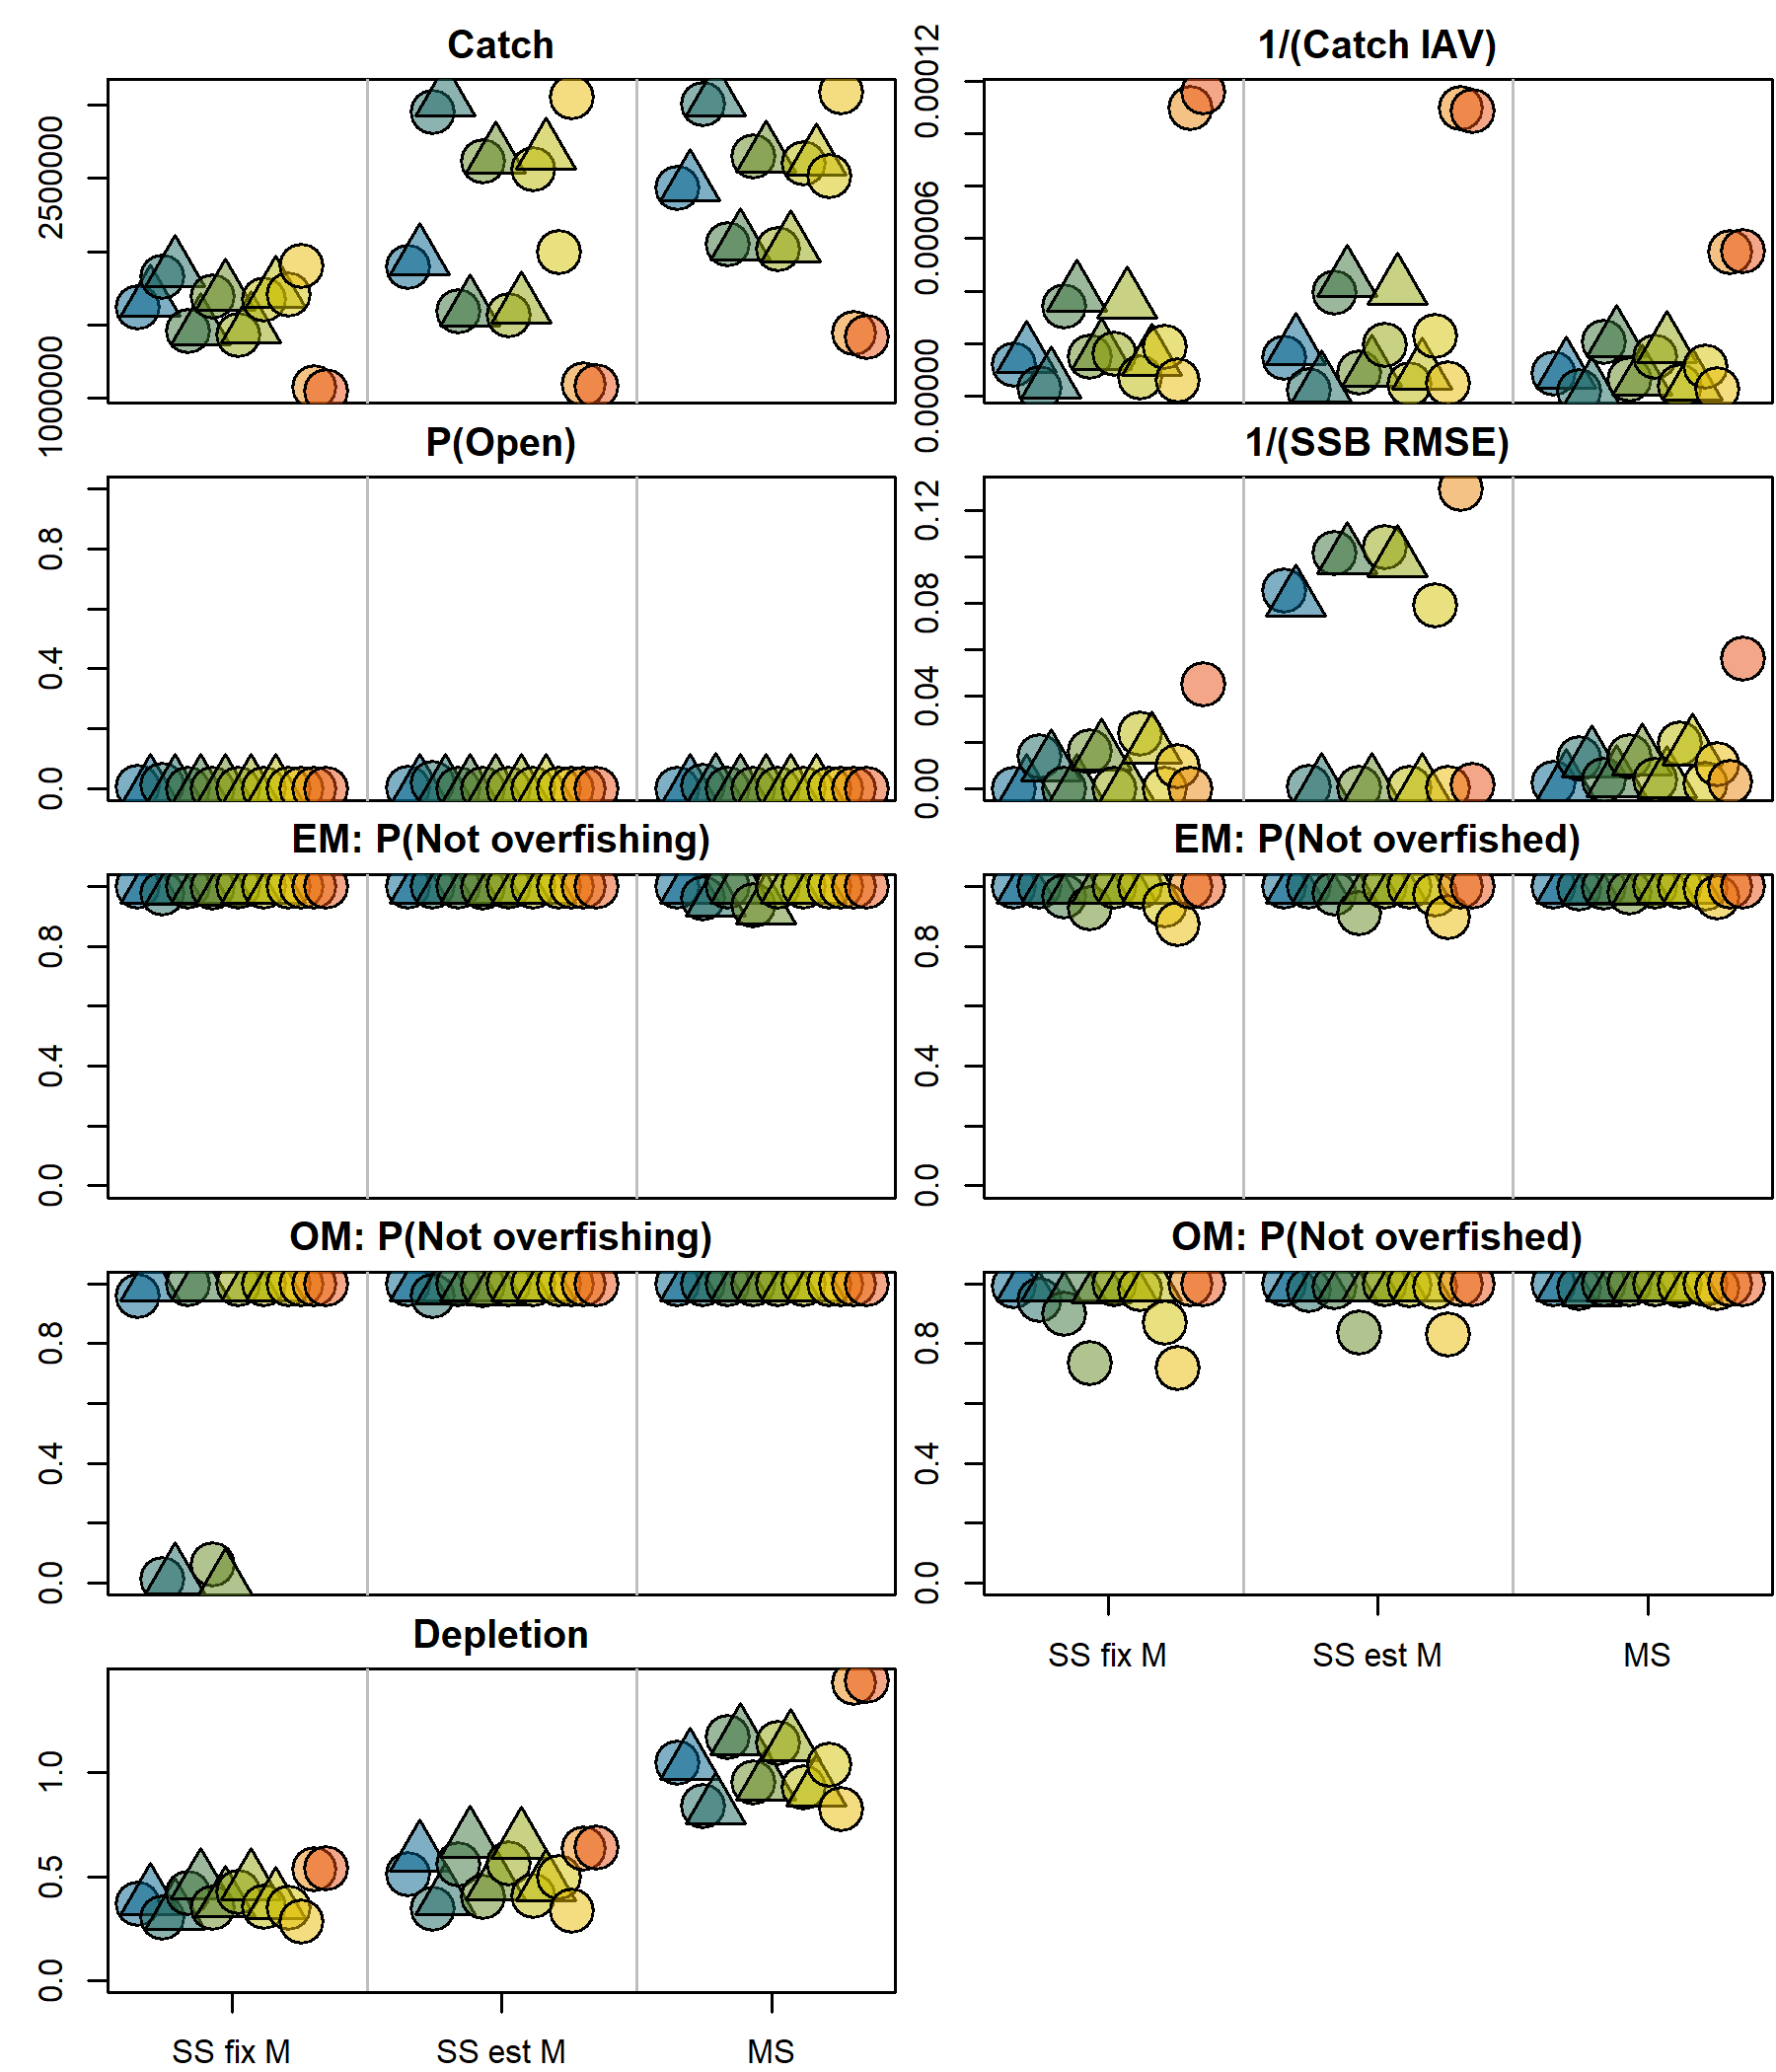 Catch
1/(Catch IAV)
1000000
2500000
0.00000
0.00006
0.00012
P(Open)
1/(SSB RMSE)
0.0
0.4
0.8
0.00
0.04
0.08
0.12
EM: P(Not overfishing)
EM: P(Not overfished)
0.0
0.4
0.8
0.0
0.4
0.8
OM: P(Not overfishing)
OM: P(Not overfished)
0.0
0.4
0.8
0.0
0.4
0.8
SS fix M
SS est M
MS
Depletion
0.0
0.5
1.0
SS fix M
SS est M
MS